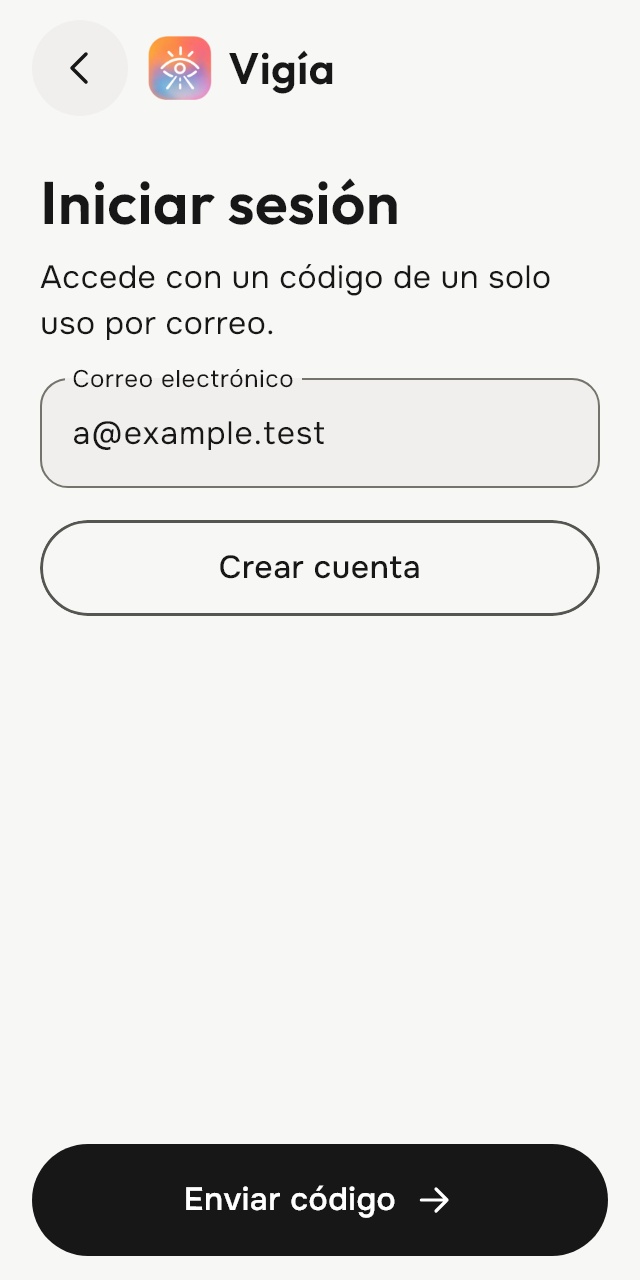 Vigía
Iniciar sesión
Accede con un código de un solo
uso por correo.
Correo electrónico
a@example.test
Crear cuenta
Enviar código